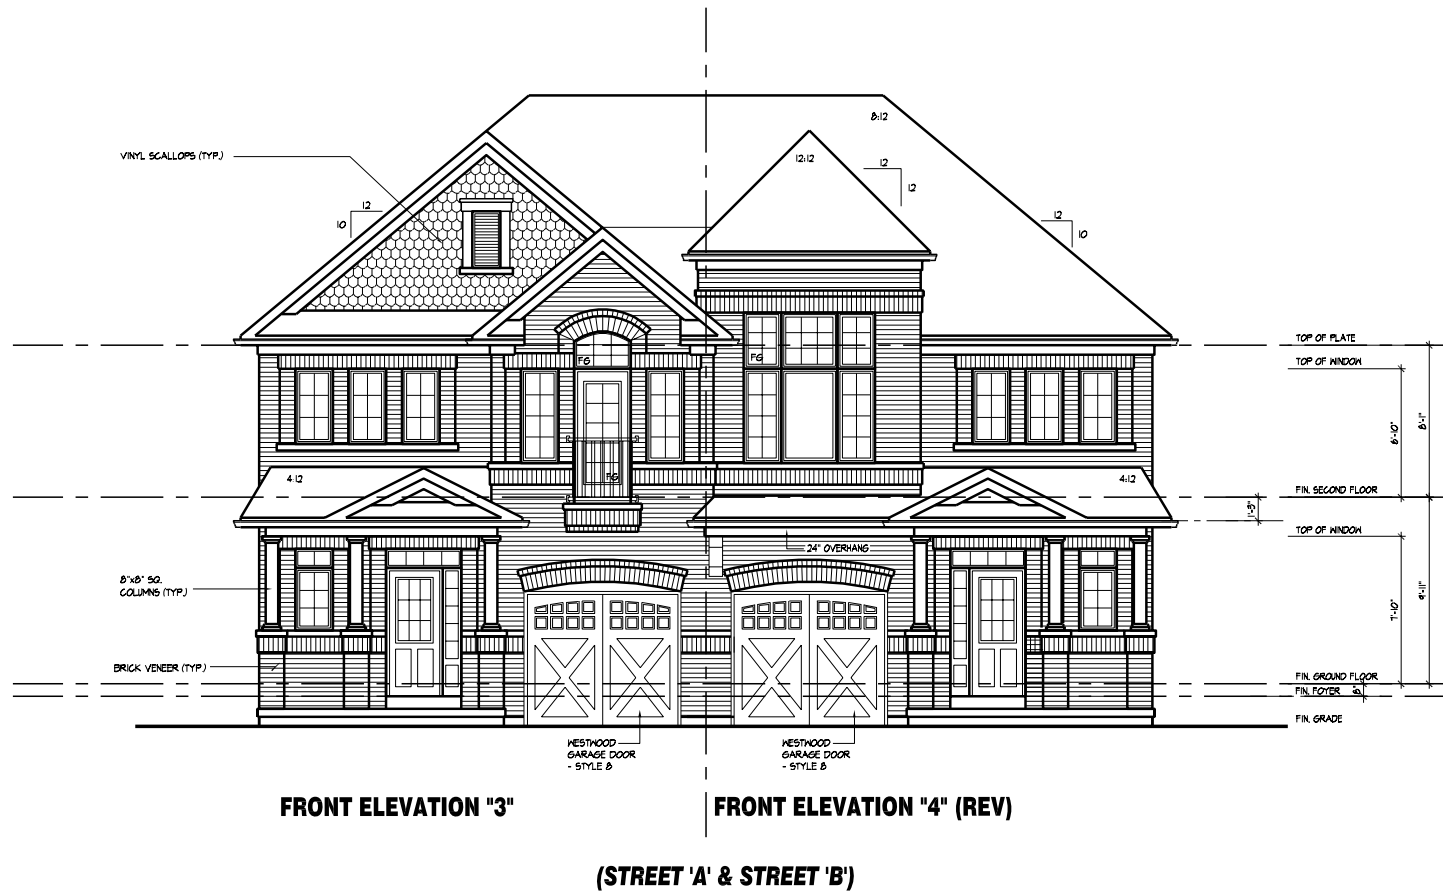 8:12
VINYL SCALLOPS (TYP.)
12:12
12
12
12
10
12
10
TOP OF PLATE
FG
FG
TOP OF WINDOW
8'-1"
6'-10"
FG
4:12
4:12
FIN. SECOND FLOOR
1'-3"
TOP OF WINDOW
24" OVERHANG
8"x8" SQ.
COLUMNS (TYP.)
9'-11"
7'-10"
BRICK VENEER (TYP.)
FIN. GROUND FLOOR
FIN. FOYER
8"
FIN. GRADE
WESTWOOD
GARAGE DOOR
- STYLE B
WESTWOOD
GARAGE DOOR
- STYLE B
FRONT ELEVATION "3"
FRONT ELEVATION "4" (REV)
(STREET 'A' & STREET 'B')